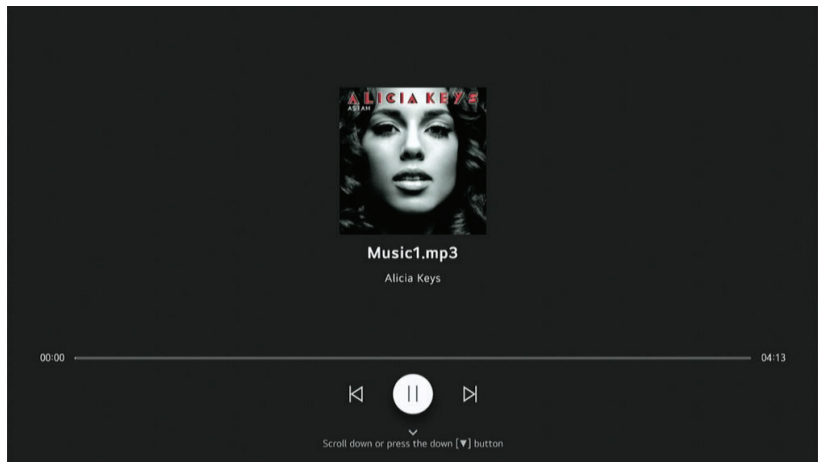 ALICIA KEYS
AS I AM
Music1.mp3
Alicia Keys
00:00
04:13
Scroll down or press the down [▼] button